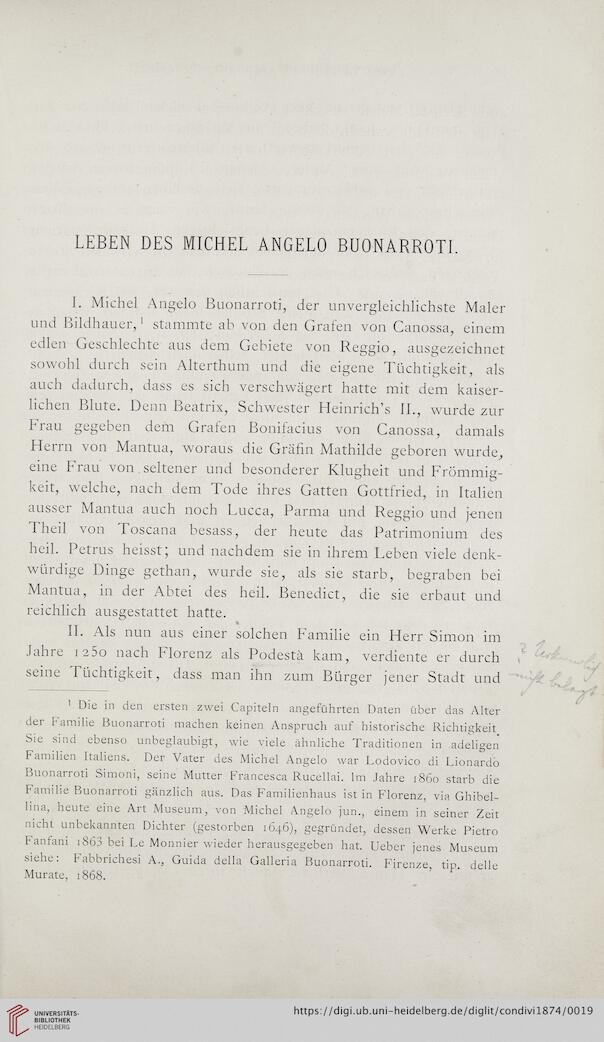 LEBEN DES MICHEL ANGELO BUONARROTI.
I. Michel Angelo Buonarroti, der unvergleichlichste Maler
und Bildhauer,¹ stammte ab von den Grafen von Canossa, einem
edlen Geschlechte aus dem Gebiete von Reggio, ausgezeichnet
sowohl durch sein Alterthum und die eigene Tüchtigkeit, als
auch dadurch, dass es sich verschwägert hatte mit dem kaiser-
lichen Blute. Denn Beatrix, Schwester Heinrich's II., wurde zur
Frau gegeben dem Grafen Bonifacius von Canossa, damals
Herrn von Mantua, woraus die Gräfin Mathilde geboren wurde,
eine Frau von seltener und besonderer Klugheit und Frömmig-
keit, welche, nach dem Tode ihres Gatten Gottfried, in Italien
ausser Mantua auch noch Lucca, Parma und Reggio und jenen
Theil von Toscana besass, der heute das Patrimonium des
heil. Petrus heisst; und nachdem sie in ihrem Leben viele denk-
würdige Dinge gethan, wurde sie, als sie starb, begraben bei
Mantua, in der Abtei des heil. Benedict, die sie erbaut und
reichlich ausgestattet hatte.
II. Als nun aus einer solchen Familie ein Herr Simon im
Jahre 1250 nach Florenz als Podestà kam, verdiente er durch
seine Tüchtigkeit, dass man ihn zum Bürger jener Stadt und
¹ Die in den ersten zwei Capiteln angeführten Daten über das Alter
der Familie Buonarroti machen keinen Anspruch auf historische Richtigkeit.
Sie sind ebenso unbeglaubigt, wie viele ähnliche Traditionen in adeligen
Familien Italiens. Der Vater des Michel Angelo war Lodovico di Lionardo
Buonarroti Simoni, seine Mutter Francesca Rucellai. Im Jahre 1860 starb die
Familie Buonarroti gänzlich aus. Das Familienhaus ist in Florenz, via Ghibel-
lina, heute eine Art Museum, von Michel Angelo jun., einem in seiner Zeit
nicht unbekannten Dichter (gestorben 1646), gegründet, dessen Werke Pietro
Fanfani 1863 bei Le Monnier wieder herausgegeben hat. Ueber jenes Museum
siehe: Fabbrichesi A., Guida della Galleria Buonarroti. Firenze, tip. delle
Murate, 1868.
UNIVERSITÄTS-
BIBLIOTHEK
HEIDELBERG
https://digi.ub.uni-heidelberg.de/diglit/condivi1874/0019